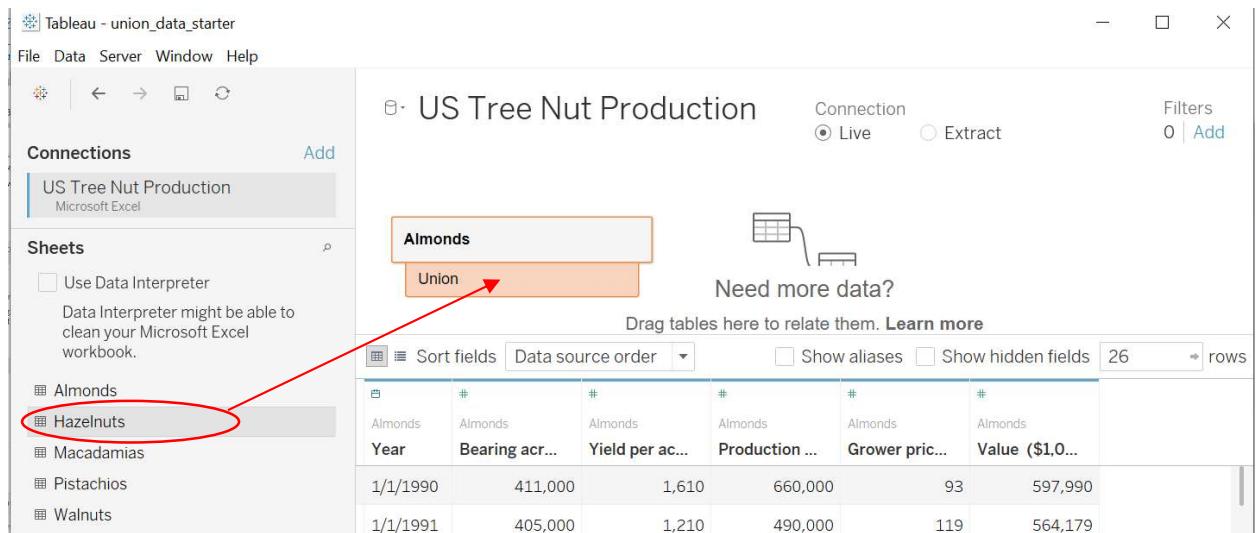 Tableau - union_data_starter
File Data Server Window Help
US Tree Nut Production
Connection
Live Extract
Filters
0 Add
Connections Add
US Tree Nut Production
Microsoft Excel
Sheets
Use Data Interpreter
Data Interpreter might be able to
clean your Microsoft Excel
workbook.
Almonds
Hazelnuts
Macadamias
Pistachios
Walnuts
Almonds
Union
Need more data?
Drag tables here to relate them. Learn more
Sort fields Data source order Show aliases Show hidden fields 26 rows
# # # # #
Almonds Almonds Almonds Almonds Almonds Almonds
Year Bearing acr... Yield per ac... Production ... Grower pric... Value ($1,0...
1/1/1990 411,000 1,610 660,000 93 597,990
1/1/1991 405,000 1,210 490,000 119 564,179